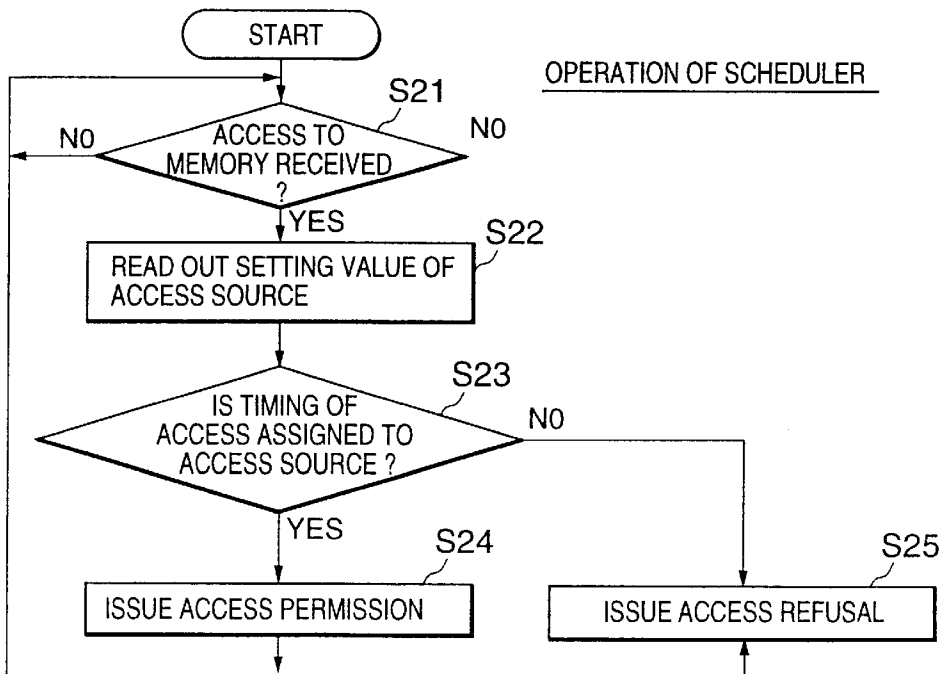 START
OPERATION OF SCHEDULER
S21
ACCESS TO
MEMORY RECEIVED
?
NO
NO
YES
S22
READ OUT SETTING VALUE OF
ACCESS SOURCE
S23
IS TIMING OF
ACCESS ASSIGNED TO
ACCESS SOURCE ?
NO
YES
S24
ISSUE ACCESS PERMISSION
S25
ISSUE ACCESS REFUSAL